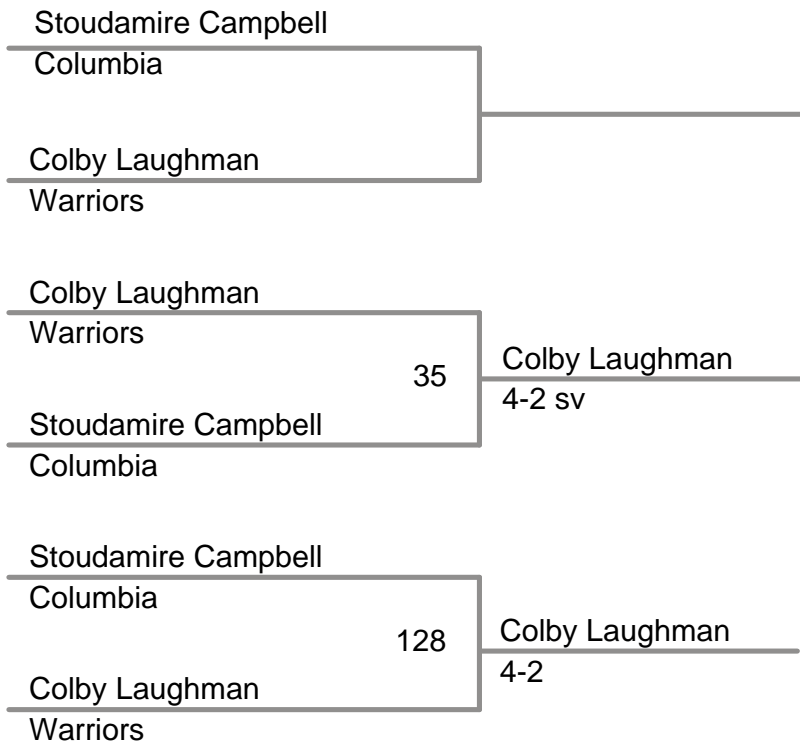 Stoudamire Campbell
Columbia
Colby Laughman
Warriors
Colby Laughman
Warriors
35
Colby Laughman
4-2 sv
Stoudamire Campbell
Columbia
Stoudamire Campbell
Columbia
128
Colby Laughman
4-2
Colby Laughman
Warriors